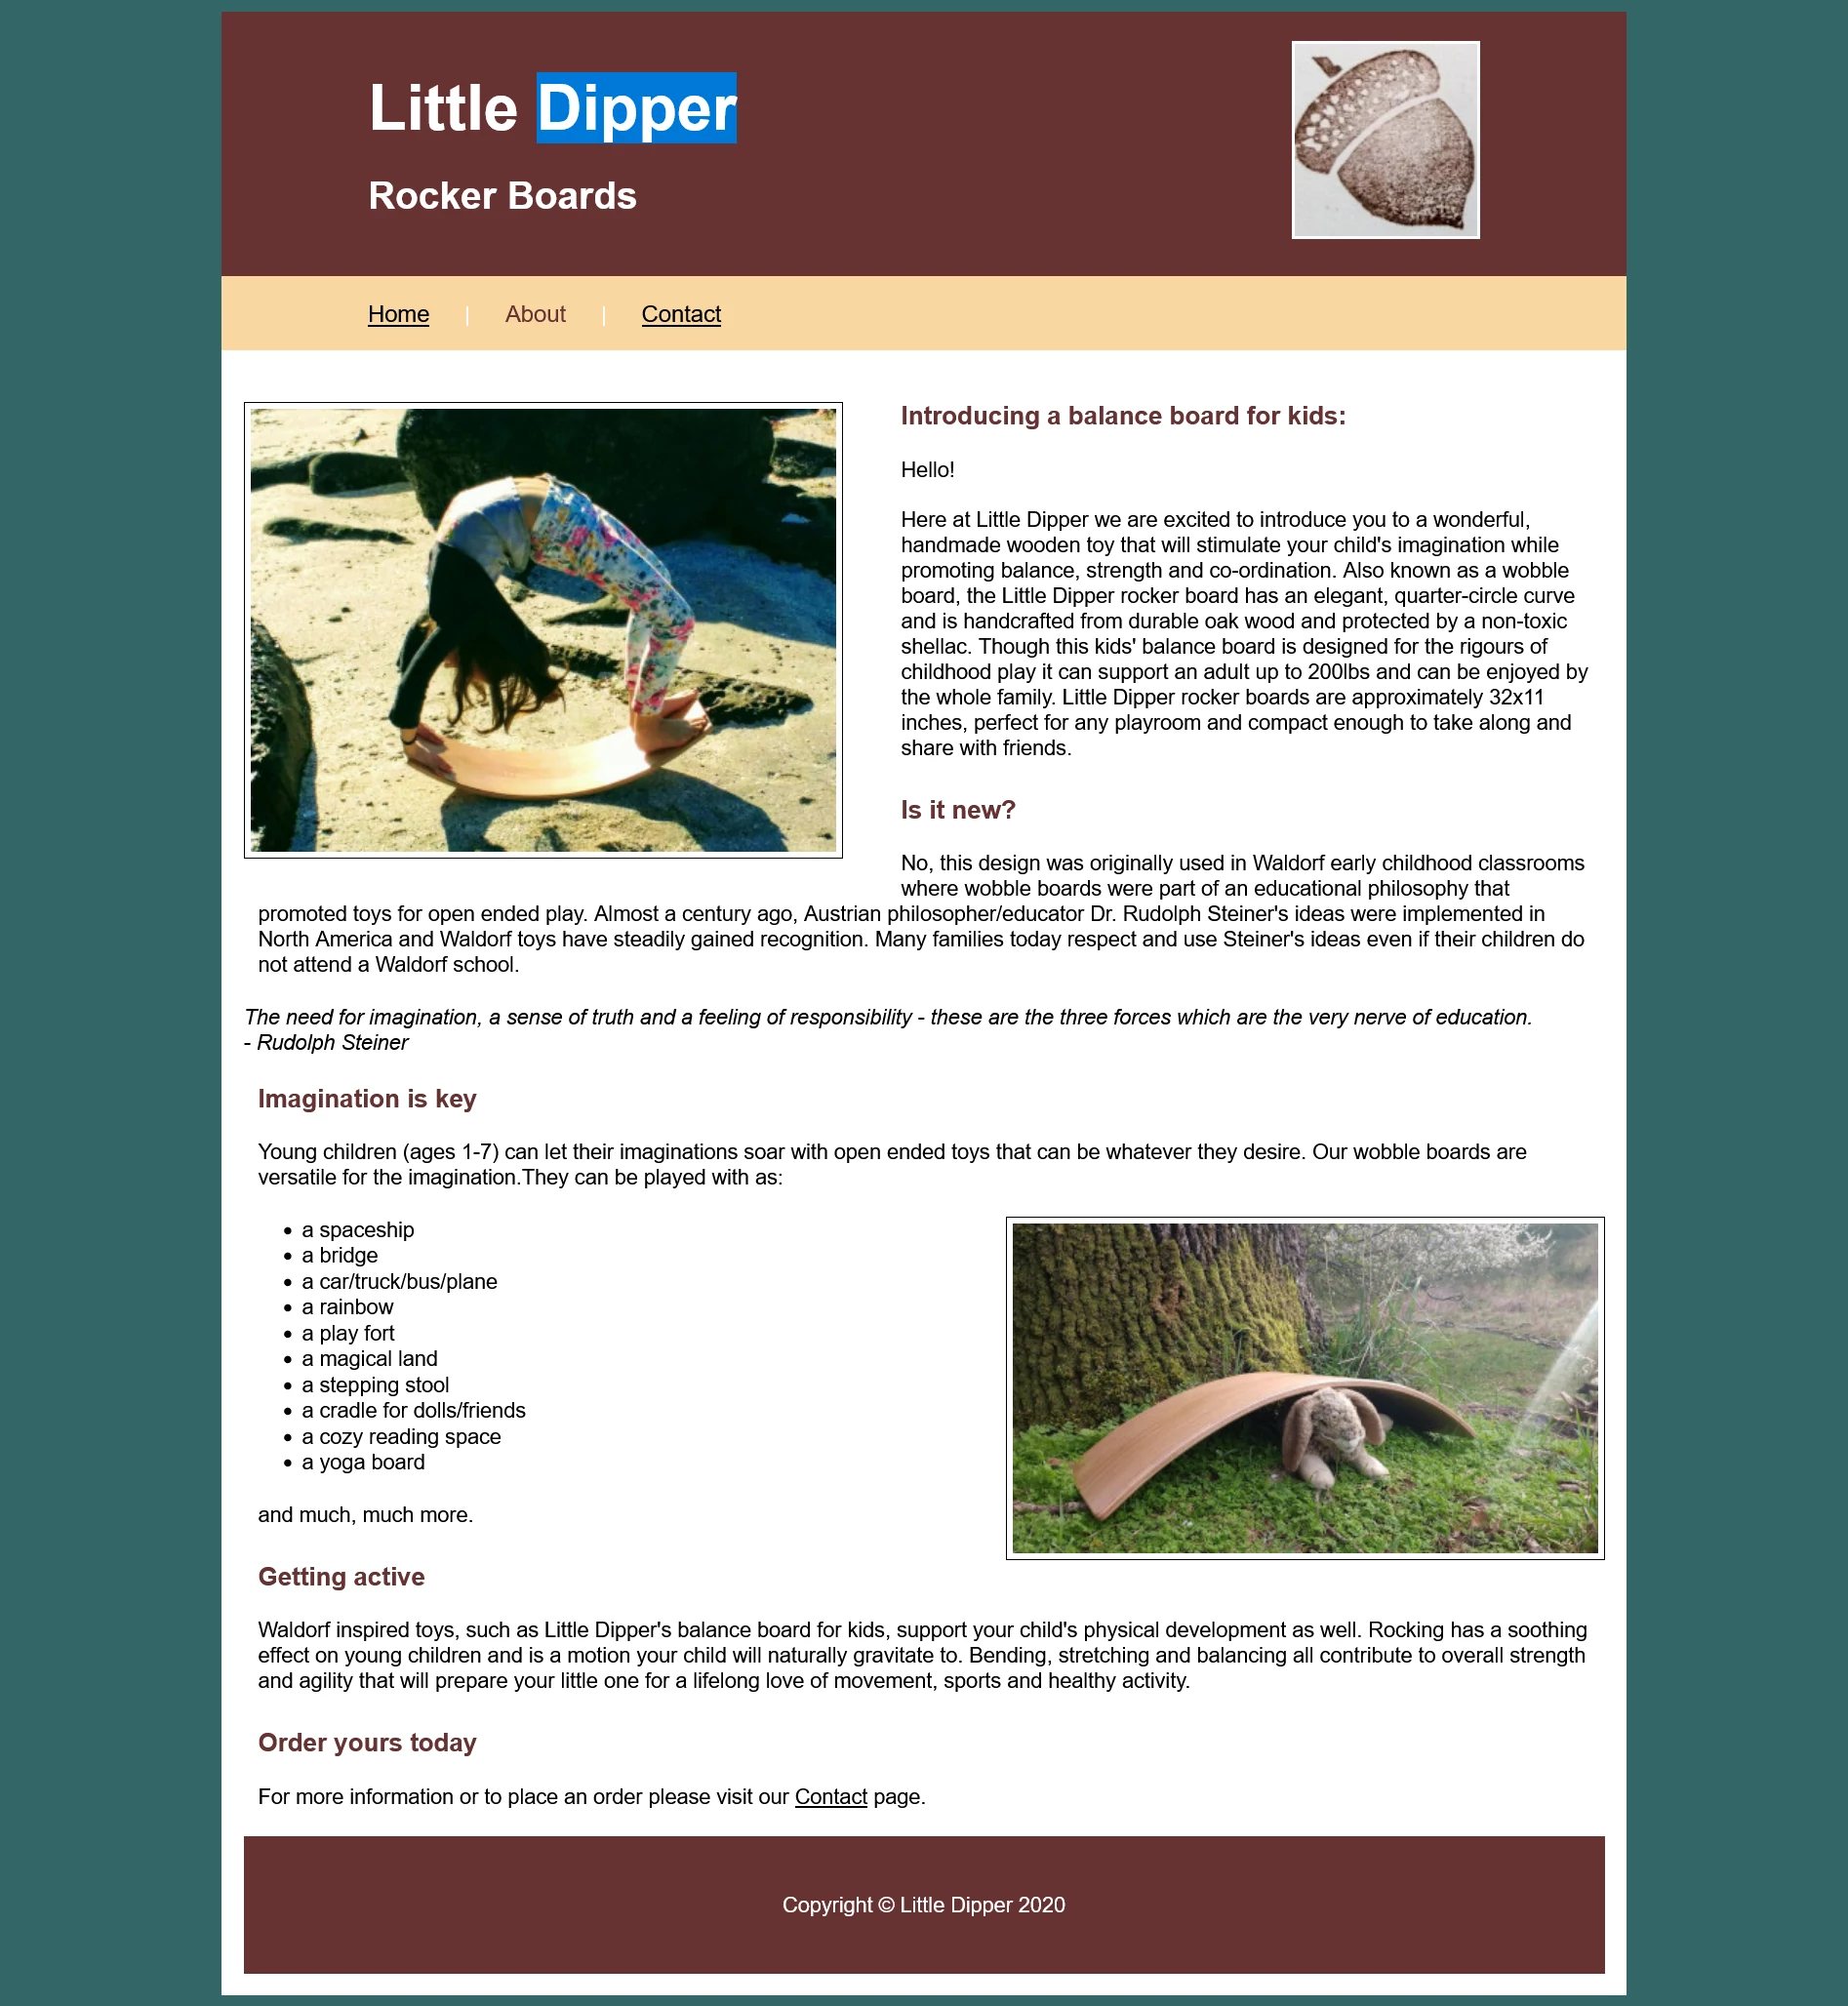 Little Dipper
Rocker Boards
Home | About | Contact
Introducing a balance board for kids:
Hello!
Here at Little Dipper we are excited to introduce you to a wonderful,
handmade wooden toy that will stimulate your child's imagination while
promoting balance, strength and co-ordination. Also known as a wobble
board, the Little Dipper rocker board has an elegant, quarter-circle curve
and is handcrafted from durable oak wood and protected by a non-toxic
shellac. Though this kids' balance board is designed for the rigours of
childhood play it can support an adult up to 200lbs and can be enjoyed by
the whole family. Little Dipper rocker boards are approximately 32x11
inches, perfect for any playroom and compact enough to take along and
share with friends.
Is it new?
No, this design was originally used in Waldorf early childhood classrooms
where wobble boards were part of an educational philosophy that
promoted toys for open ended play. Almost a century ago, Austrian philosopher/educator Dr. Rudolph Steiner's ideas were implemented in
North America and Waldorf toys have steadily gained recognition. Many families today respect and use Steiner's ideas even if their children do
not attend a Waldorf school.
The need for imagination, a sense of truth and a feeling of responsibility - these are the three forces which are the very nerve of education.
- Rudolph Steiner
Imagination is key
Young children (ages 1-7) can let their imaginations soar with open ended toys that can be whatever they desire. Our wobble boards are
versatile for the imagination.They can be played with as:
• a spaceship
• a bridge
• a car/truck/bus/plane
• a rainbow
• a play fort
• a magical land
• a stepping stool
• a cradle for dolls/friends
• a cozy reading space
• a yoga board
and much, much more.
Getting active
Waldorf inspired toys, such as Little Dipper's balance board for kids, support your child's physical development as well. Rocking has a soothing
effect on young children and is a motion your child will naturally gravitate to. Bending, stretching and balancing all contribute to overall strength
and agility that will prepare your little one for a lifelong love of movement, sports and healthy activity.
Order yours today
For more information or to place an order please visit our Contact page.
Copyright © Little Dipper 2020